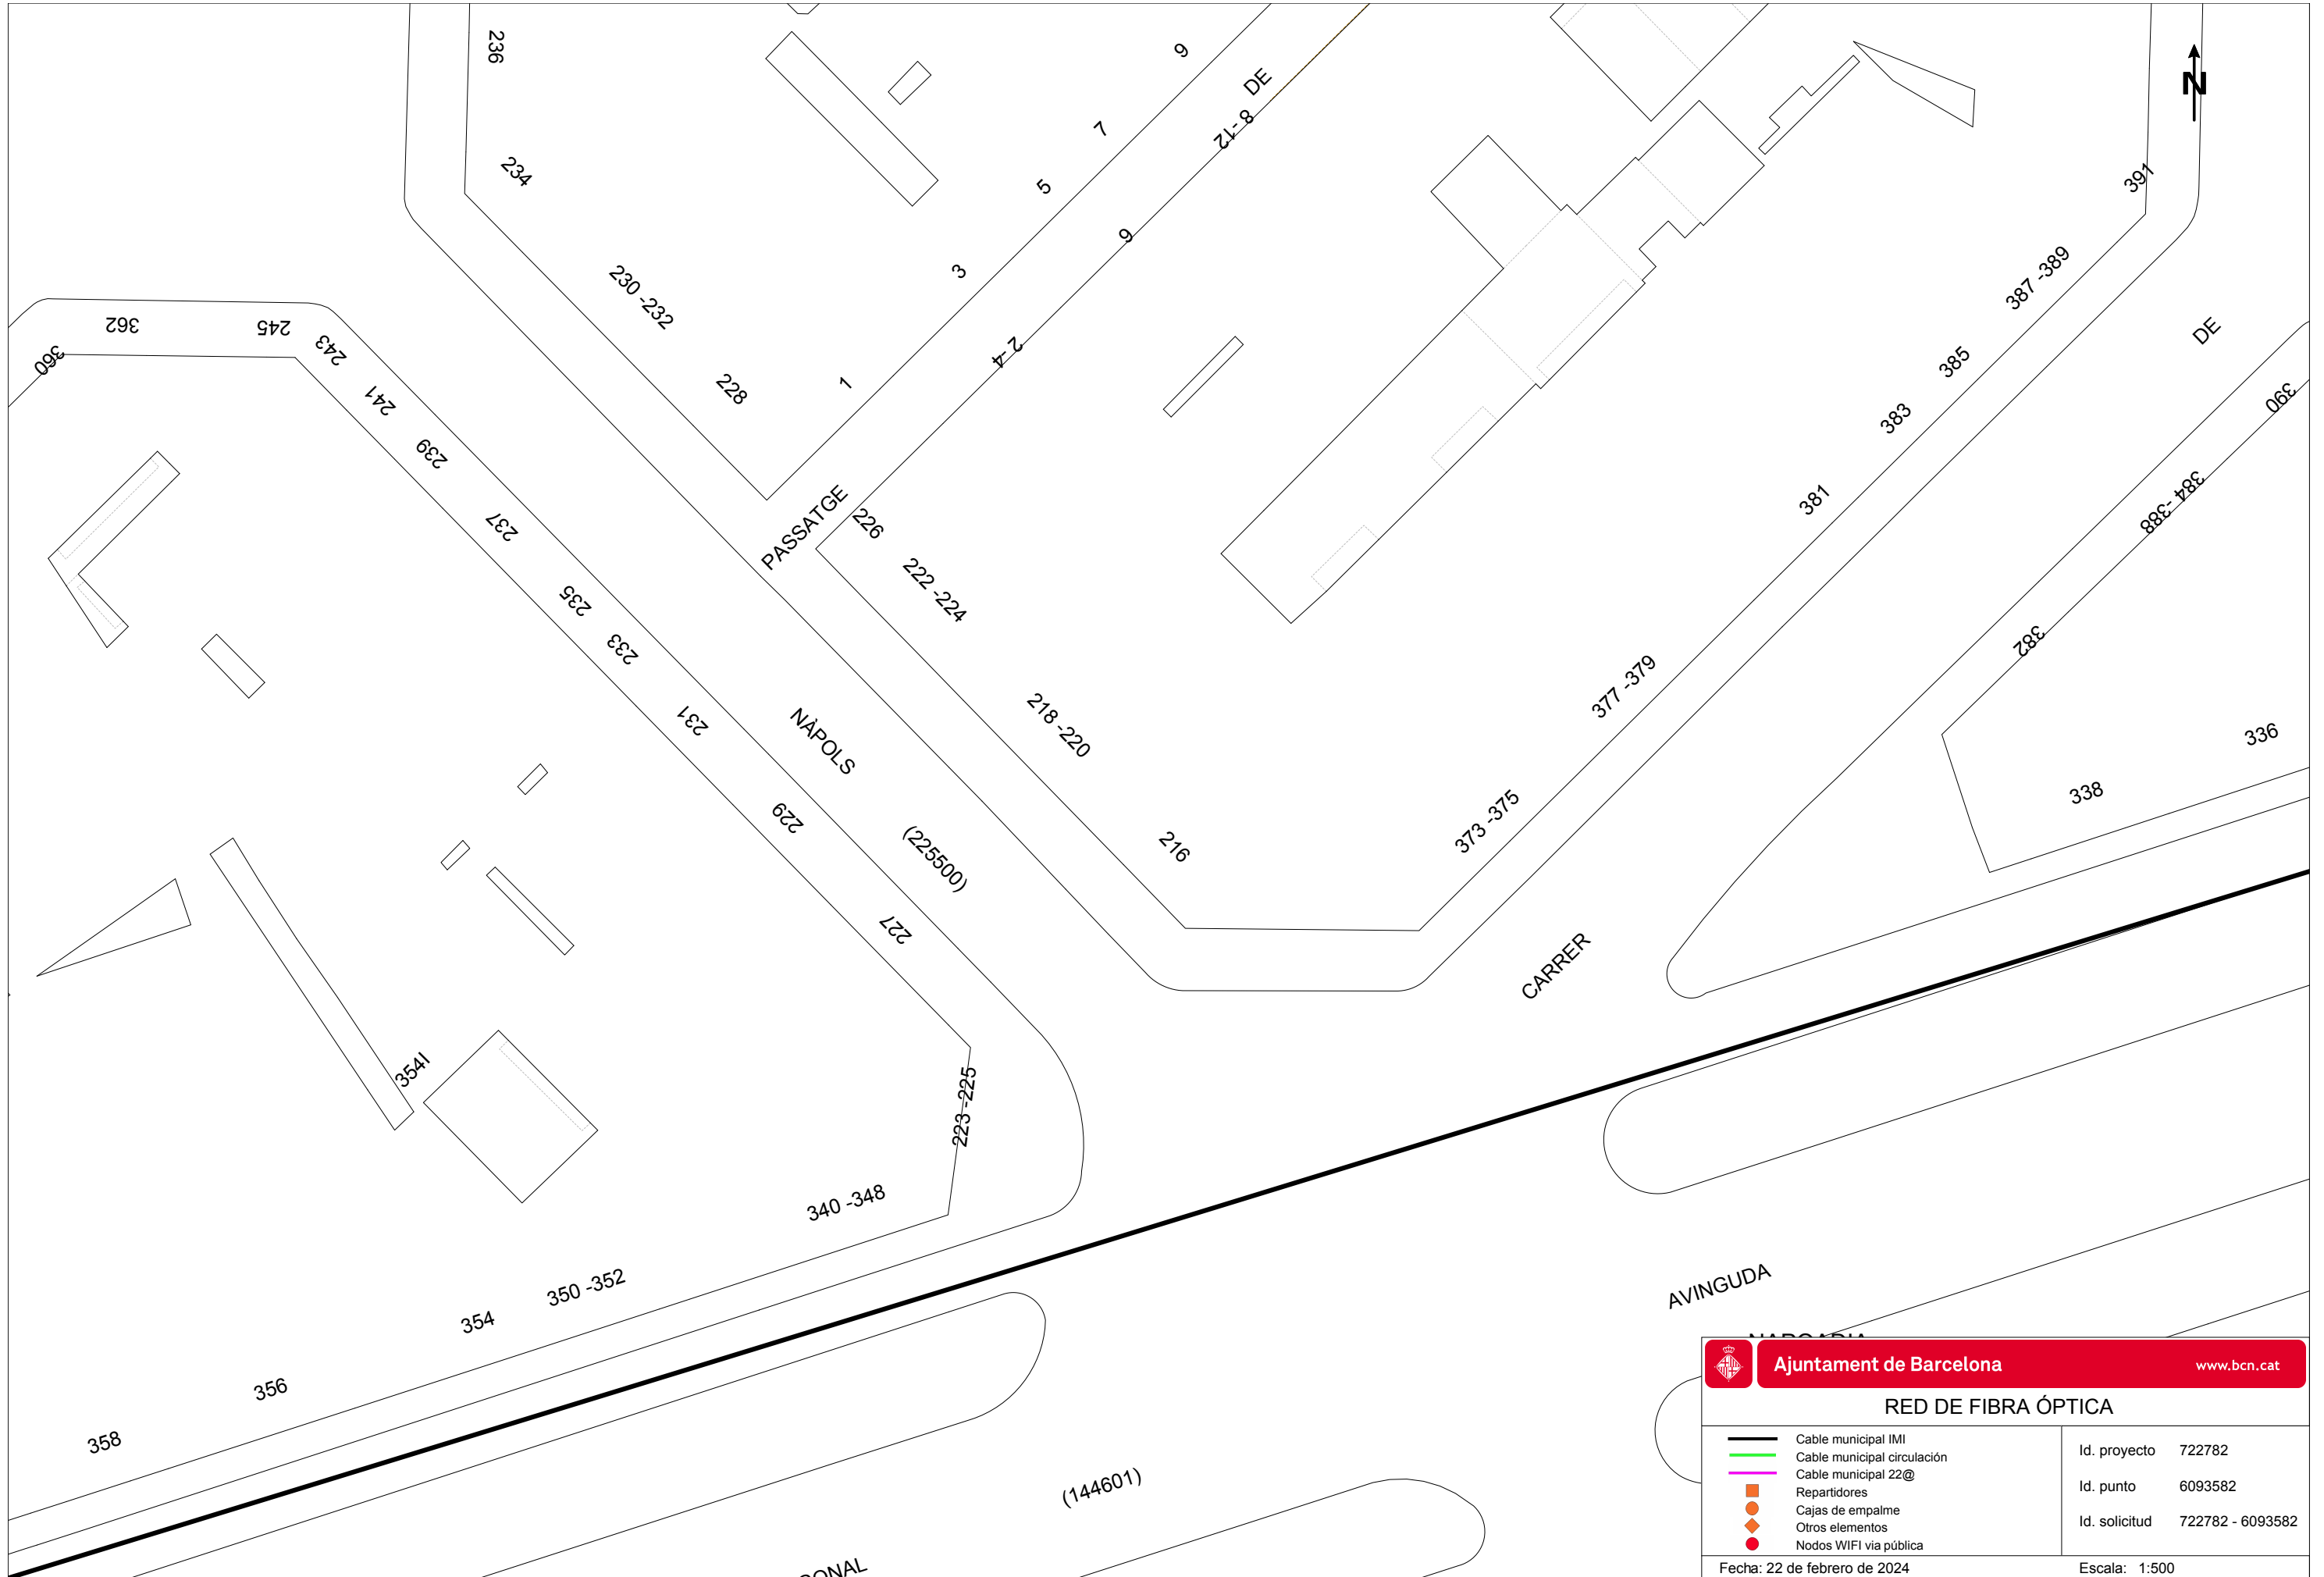 236
234
230 -232
228
9
7
5
3
1
DE
8 -12
6
2 -4
N
391
387 -389
385
383
381
377 -379
373 -375
DE
390
384 -388
382
336
338
362
245
243
360
241
239
237
235
233
231
229
227
PASSATGE
226
222 -224
218 -220
216
NÀPOLS
(225500)
CARRER
354I
223 -225
340 -348
350 -352
354
356
358
AVINGUDA
(144601)
Ajuntament de Barcelona
www.bcn.cat
RED DE FIBRA ÓPTICA
Cable municipal IMI
Cable municipal circulación
Cable municipal 22@
Repartidores
Cajas de empalme
Otros elementos
Nodos WIFI via pública
Id. proyecto 722782
Id. punto 6093582
Id. solicitud 722782 - 6093582
Fecha: 22 de febrero de 2024
Escala: 1:500